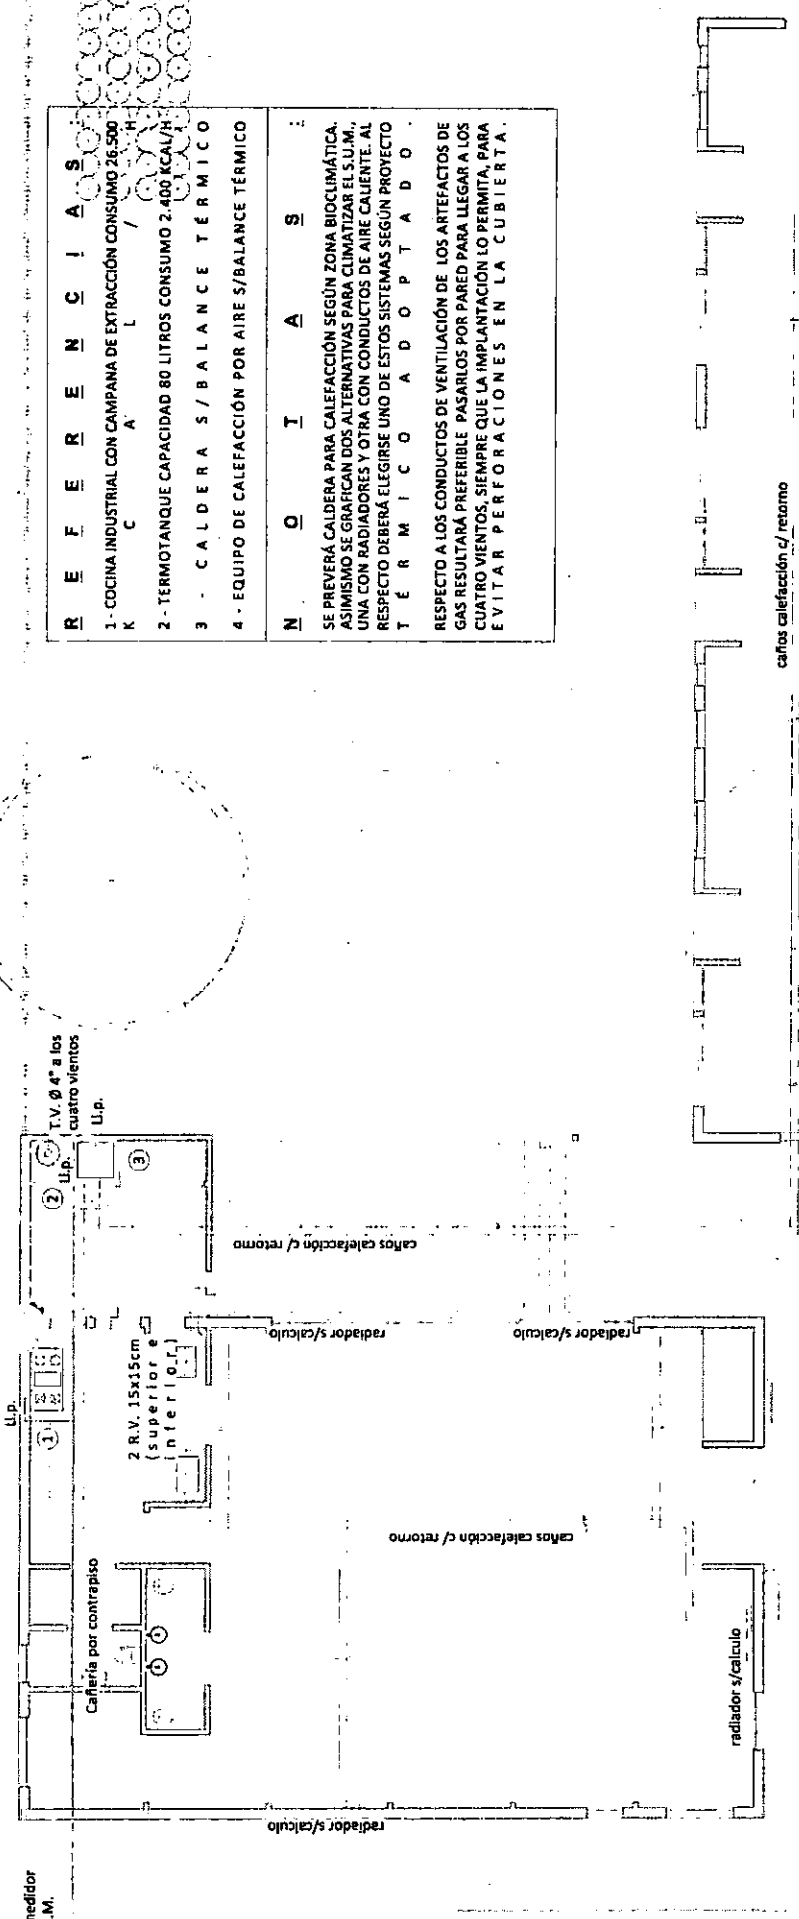 R E F E R E N C I A S :
1 - COCINA INDUSTRIAL CON CAMPANA DE EXTRACCIÓN CONSUMO 26.500
K C A L / H
2 - TERMOTANQUE CAPACIDAD 80 LITROS CONSUMO 2.400 KCAL/H
3 - CALDERA S/BALANCE TÉRMICO
4 - EQUIPO DE CALEFACCIÓN POR AIRE S/BALANCE TÉRMICO
N O T A S :
SE PREVERÁ CALDERA PARA CALEFACCIÓN SEGÚN ZONA BIOCLIMÁTICA.
ASIMISMO SE GRAFICAN DOS ALTERNATIVAS PARA CLIMATIZAR EL S.U.M.,
UNA CON RADIADORES Y OTRA CON CONDUCTOS DE AIRE CALIENTE. AL
RESPECTO DEBERÁ ELEGIRSE UNO DE ESTOS SISTEMAS SEGÚN PROYECTO
T É R M I C O A D O P T A D O .
RESPECTO A LOS CONDUCTOS DE VENTILACIÓN DE LOS ARTEFACTOS DE
GAS RESULTARÁ PREFERIBLE PASARLOS POR PARED PARA LLEGAR A LOS
CUATRO VIENTOS, SIEMPRE QUE LA IMPLANTACIÓN LO PERMITA, PARA
EVITAR PERFORACIONES EN LA CUBIERTA.
T.V. Ø 4" a los
cuatro vientos
Ll.p.
Ll.p.
2
3
Ll.p.
1
2 R.V. 15x15cm
(superior e
inferior)
Cañería por contrapiso
medidor
.M.
caños calefacción c/ retorno
radiador s/calculo
radiador s/calculo
caños calefacción c/ retorno
radiador s/calculo
radiador s/calculo
caños calefacción c/ retorno